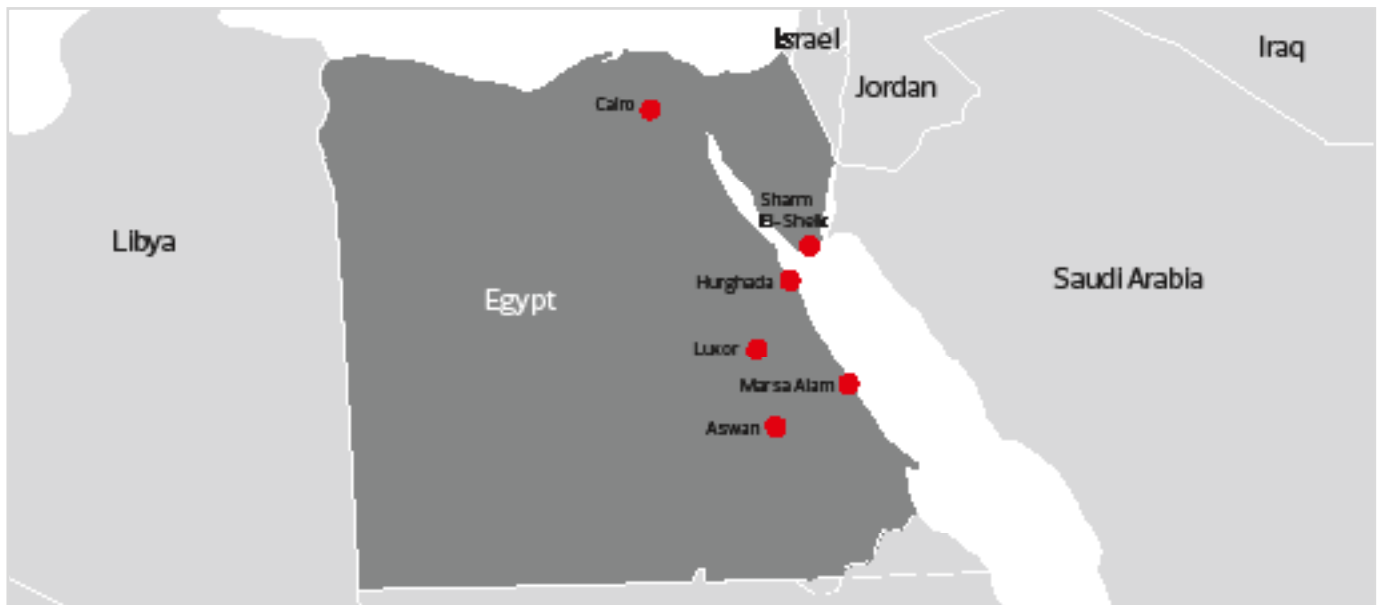 Israel
Iraq
Jordan
Cairo
Sharm
El-Sheik
Libya
Saudi Arabia
Hurghada
Egypt
Luxor
Marsa Alam
Aswan